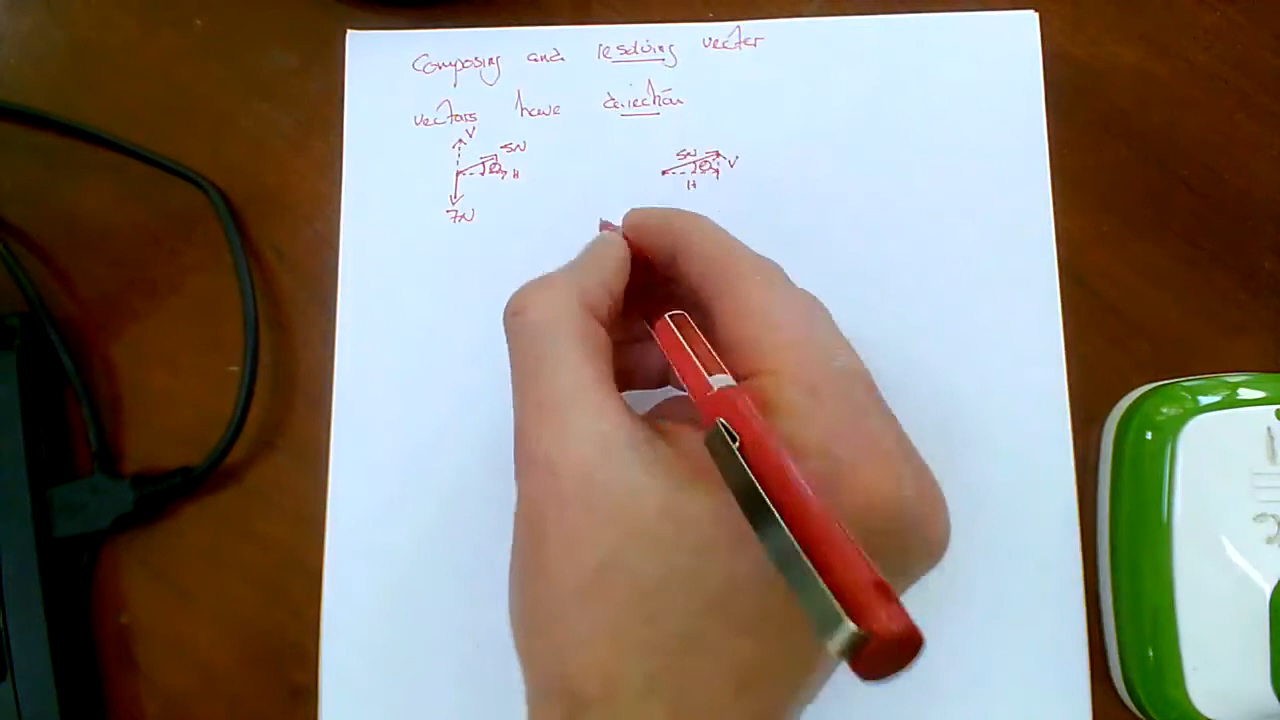 Composing and resolving vector
vectors have direction
V
5N
θ H
7N
5N
θ V
H